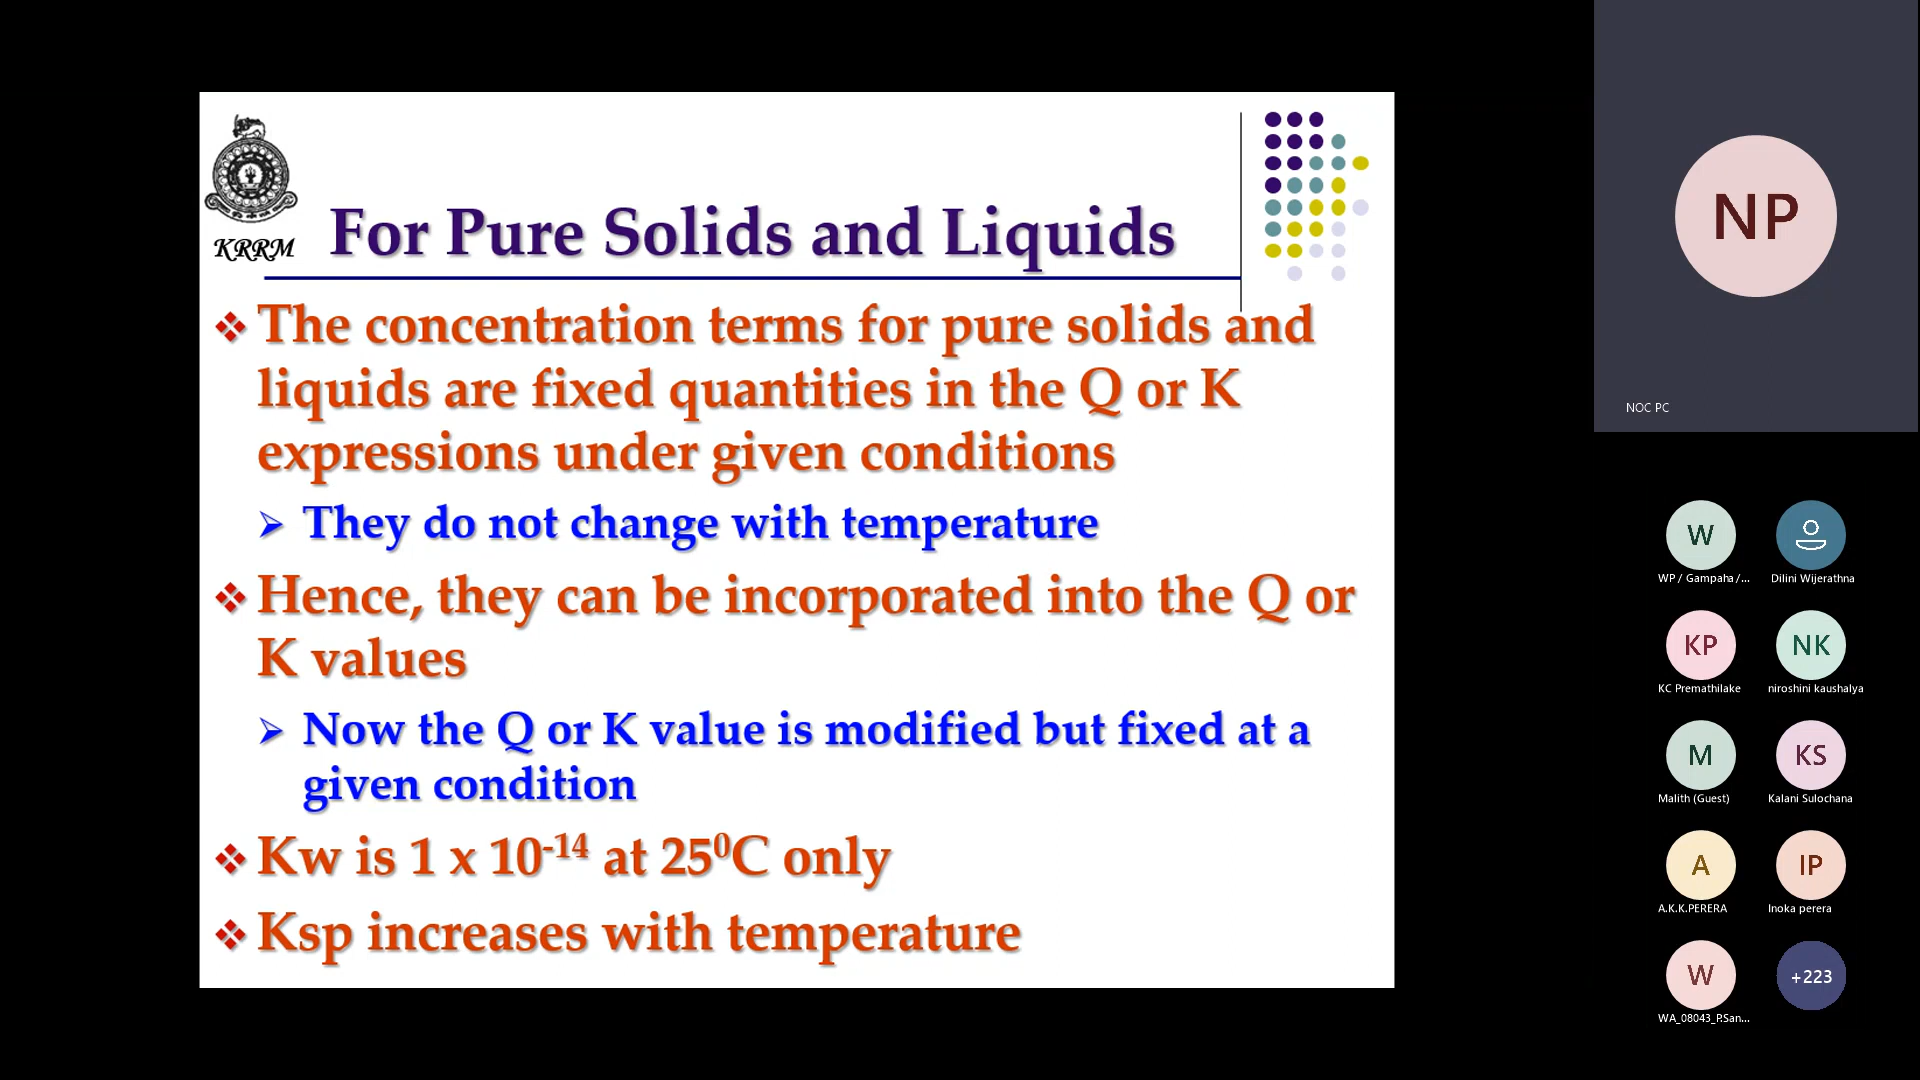 KRRM
For Pure Solids and Liquids
The concentration terms for pure solids and
liquids are fixed quantities in the Q or K
expressions under given conditions
They do not change with temperature
Hence, they can be incorporated into the Q or
K values
Now the Q or K value is modified but fixed at a
given condition
Kw is 1 x 10⁻¹⁴ at 25⁰C only
Ksp increases with temperature
NP
NOC PC
W
WP / Gampaha /...
Dilini Wijerathna
KP
NK
KC Premathilake
niroshini kaushalya
M
KS
Malith (Guest)
Kalani Sulochana
A
IP
A.K.K.PERERA
Inoka perera
W
+223
WA_08043_P.San...